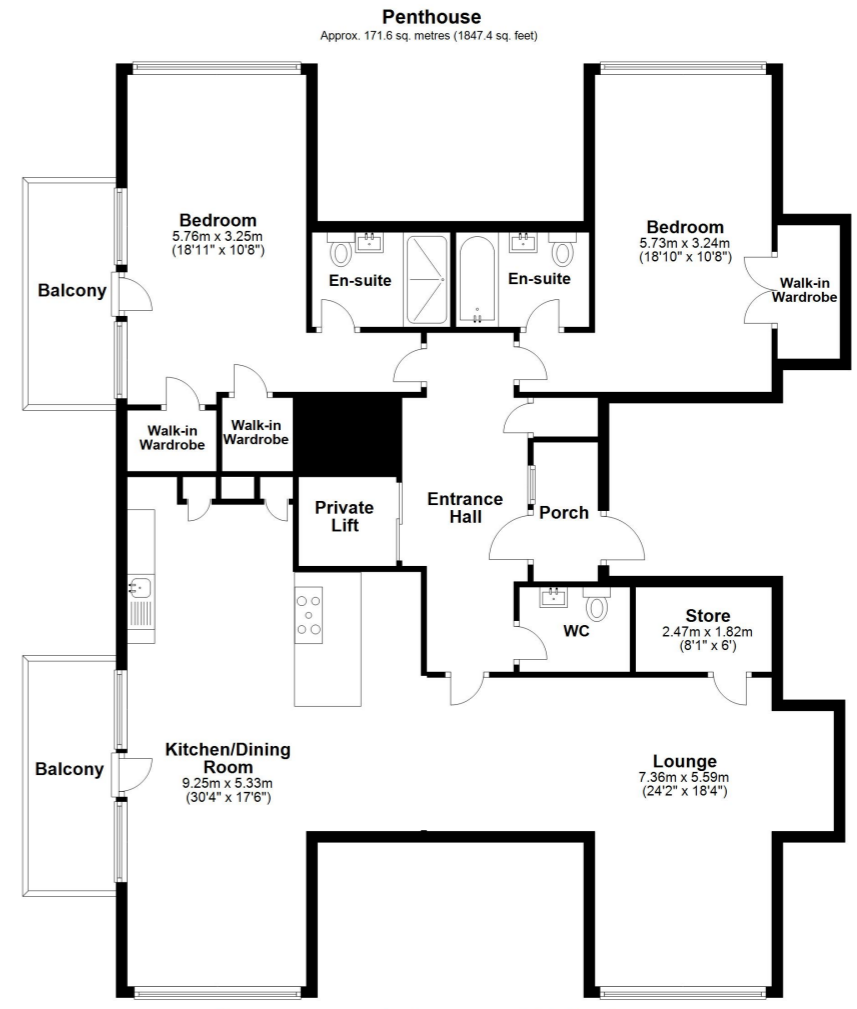 Penthouse
Approx. 171.6 sq. metres (1847.4 sq. feet)
Bedroom
5.76m x 3.25m
(18'11" x 10'8")
Bedroom
5.73m x 3.24m
(18'10" x 10'8")
Balcony
En-suite
En-suite
Walk-in
Wardrobe
Walk-in
Wardrobe
Walk-in
Wardrobe
Private
Lift
Entrance
Hall
Porch
WC
Store
2.47m x 1.82m
(8'1" x 6')
Balcony
Kitchen/Dining
Room
9.25m x 5.33m
(30'4" x 17'6")
Lounge
7.36m x 5.59m
(24'2" x 18'4")